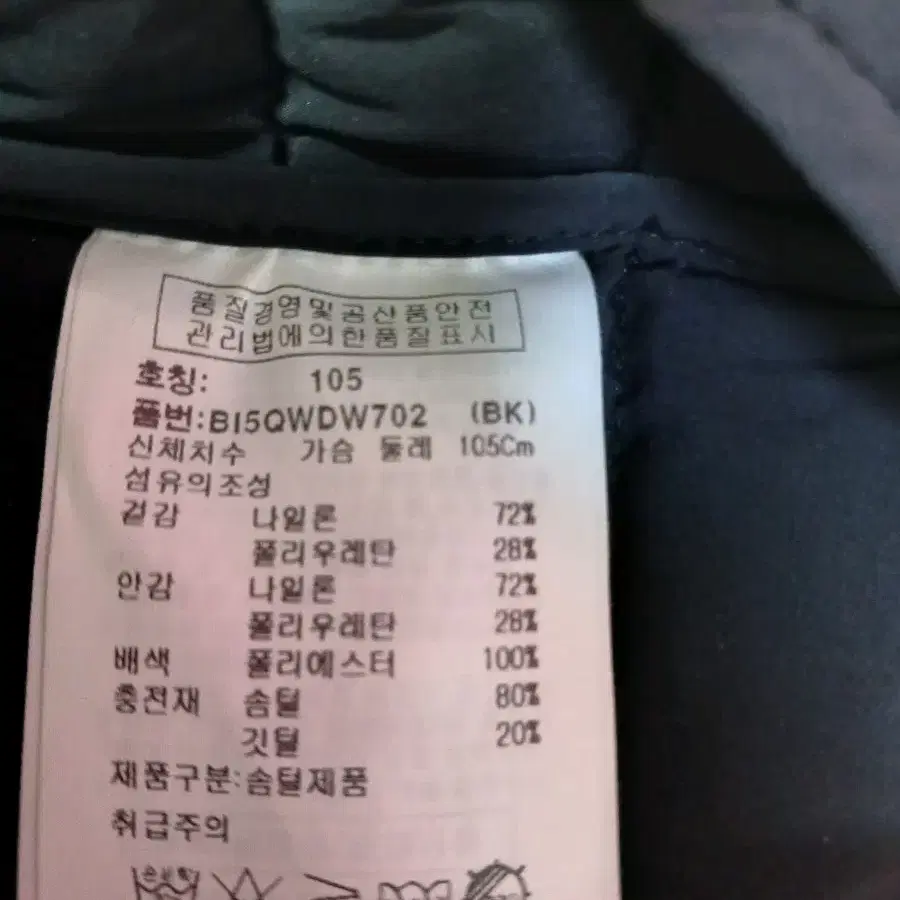 품질경영및공산품안전
관리법에의한품질표시
호칭: 105
품번:BI5QWDW702 (BK)
신체치수 가슴 둘레 105Cm
섬유의조성
겉감 나일론 72%
폴리우레탄 28%
안감 나일론 72%
폴리우레탄 28%
배색 폴리에스터 100%
충전재 솜털 80%
깃털 20%
제품구분:솜털제품
취급주의